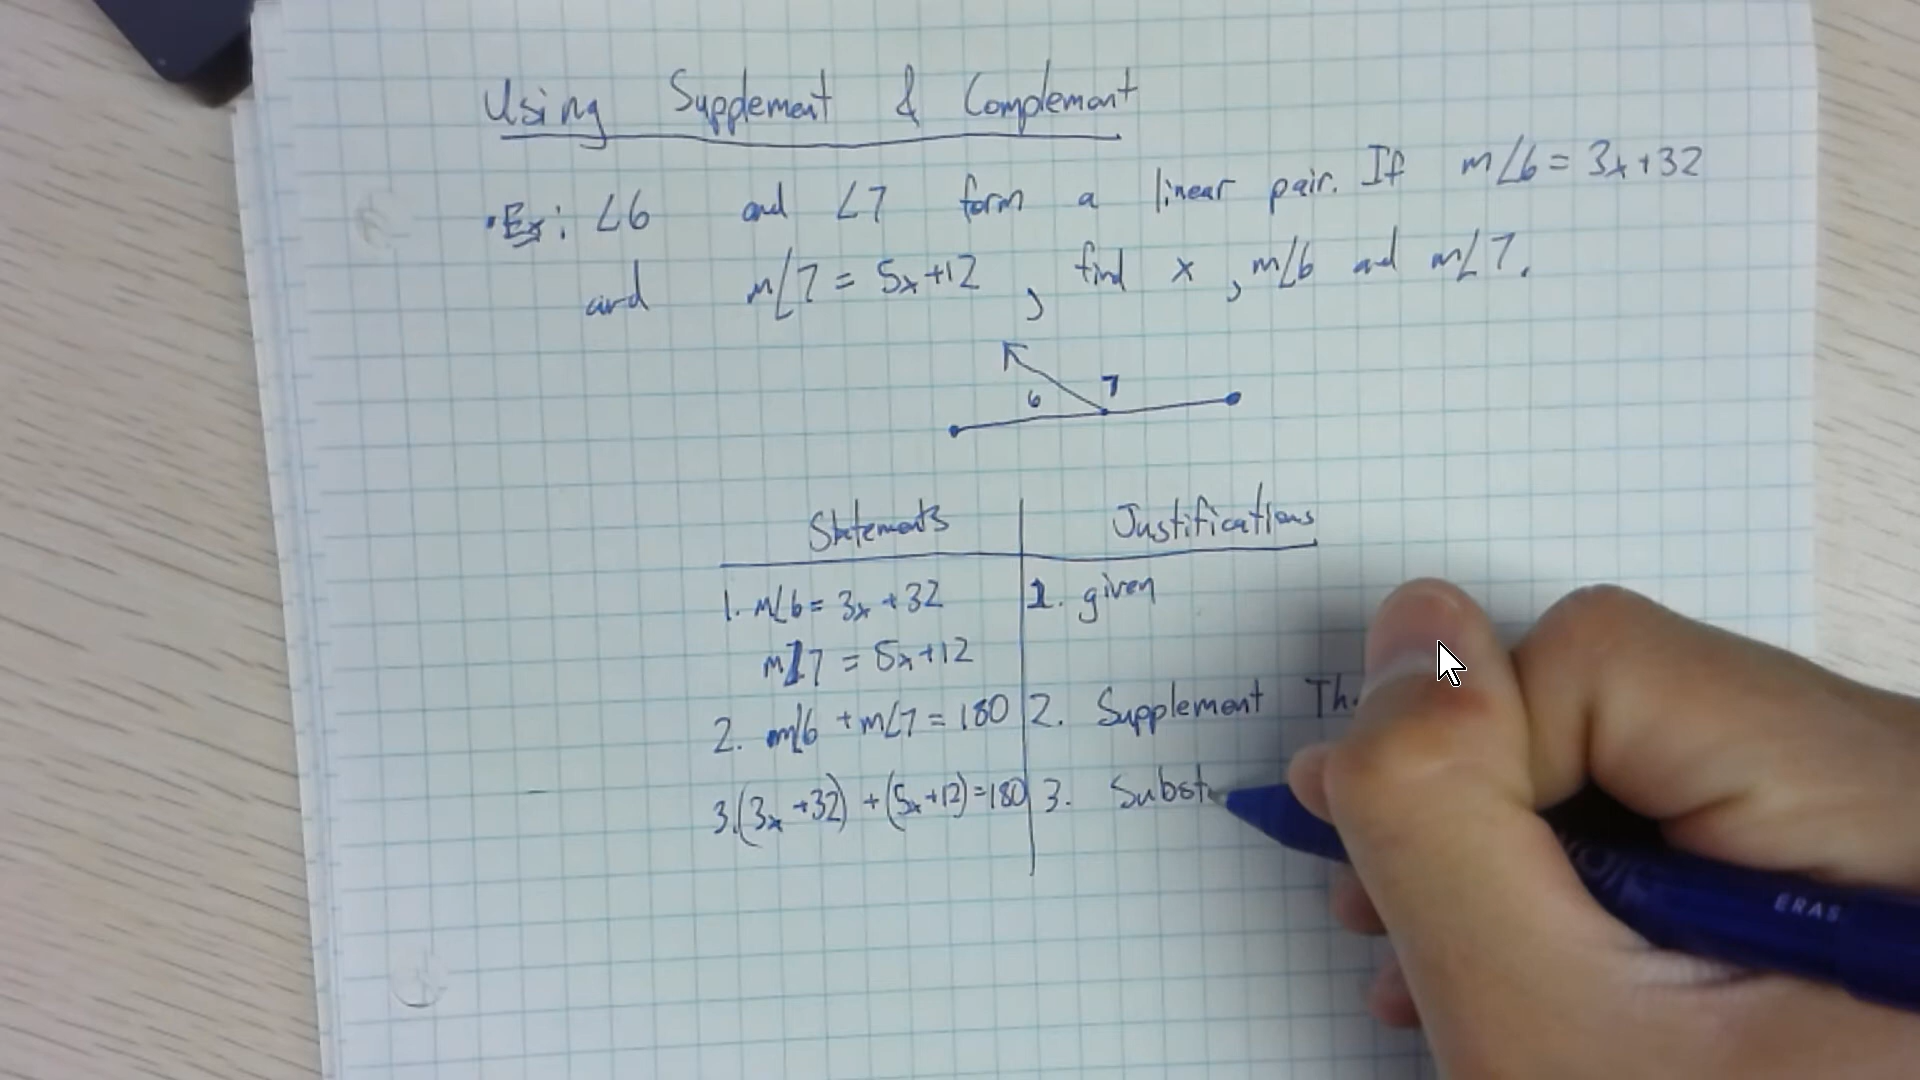 Using Supplement & Complement
• Ex: ∠6 and ∠7 form a linear pair. If m∠6 = 3x+32
and m∠7 = 5x+12, find x, m∠6 and m∠7.
6 7
Statements Justifications
1. m∠6 = 3x + 32 1. given
m∠7 = 5x+12
2. m∠6 + m∠7 = 180 2. Supplement Th.
3. (3x +32) + (5x+12) = 180 3. Subst
ERAS